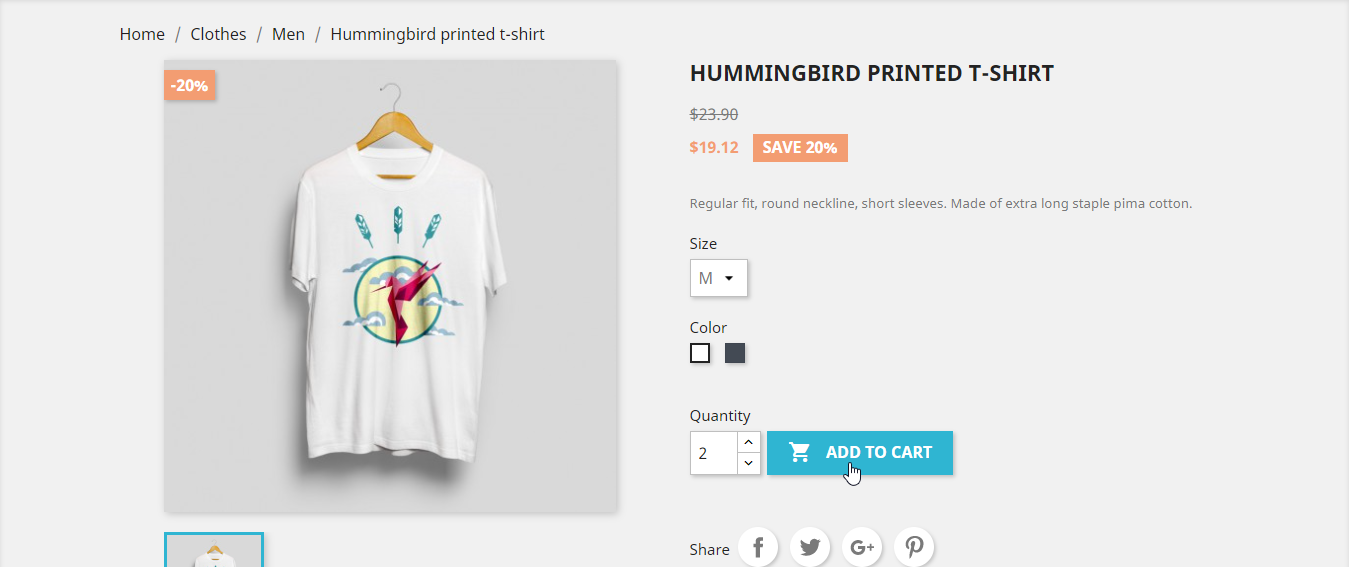 Home / Clothes / Men / Hummingbird printed t-shirt
-20%
HUMMINGBIRD PRINTED T-SHIRT
$23.90
$19.12 SAVE 20%
Regular fit, round neckline, short sleeves. Made of extra long staple pima cotton.
Size
M
Color
Quantity
2 ADD TO CART
Share f G+